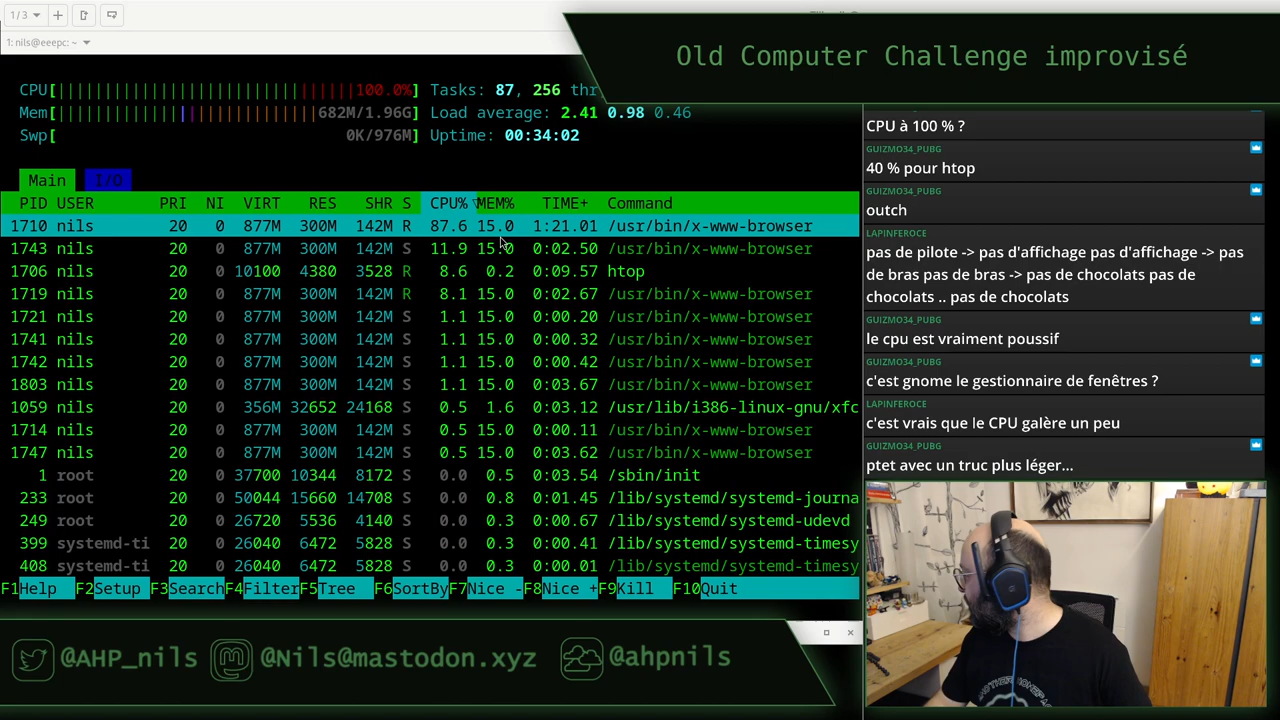 1/3
1: nils@eeepc: ~
Old Computer Challenge improvisé
CPU[||||||||||||||||||||||||||||||||100.0%] Tasks: 87, 256 thr
Mem[||||||||||||||||||||||||||||682M/1.96G] Load average: 2.41 0.98 0.46
Swp[ 0K/976M] Uptime: 00:34:02
Main I/O
PID USER PRI NI VIRT RES SHR S CPU%▽MEM% TIME+ Command
1710 nils 20 0 877M 300M 142M R 87.6 15.0 1:21.01 /usr/bin/x-www-browser
1743 nils 20 0 877M 300M 142M S 11.9 15.0 0:02.50 /usr/bin/x-www-browser
1706 nils 20 0 10100 4380 3528 R 8.6 0.2 0:09.57 htop
1719 nils 20 0 877M 300M 142M R 8.1 15.0 0:02.67 /usr/bin/x-www-browser
1721 nils 20 0 877M 300M 142M S 1.1 15.0 0:00.20 /usr/bin/x-www-browser
1741 nils 20 0 877M 300M 142M S 1.1 15.0 0:00.32 /usr/bin/x-www-browser
1742 nils 20 0 877M 300M 142M S 1.1 15.0 0:00.42 /usr/bin/x-www-browser
1803 nils 20 0 877M 300M 142M S 1.1 15.0 0:03.67 /usr/bin/x-www-browser
1059 nils 20 0 356M 32652 24168 S 0.5 1.6 0:03.12 /usr/lib/i386-linux-gnu/xfc
1714 nils 20 0 877M 300M 142M S 0.5 15.0 0:00.11 /usr/bin/x-www-browser
1747 nils 20 0 877M 300M 142M S 0.5 15.0 0:03.62 /usr/bin/x-www-browser
1 root 20 0 37700 10344 8172 S 0.0 0.5 0:03.54 /sbin/init
233 root 20 0 50044 15660 14708 S 0.0 0.8 0:01.45 /lib/systemd/systemd-journa
249 root 20 0 26720 5536 4140 S 0.0 0.3 0:00.67 /lib/systemd/systemd-udevd
399 systemd-ti 20 0 26040 6472 5828 S 0.0 0.3 0:00.41 /lib/systemd/systemd-timesy
408 systemd-ti 20 0 26040 6472 5828 S 0.0 0.3 0:00.01 /lib/systemd/systemd-timesy
F1Help F2Setup F3SearchF4FilterF5Tree F6SortByF7Nice -F8Nice +F9Kill F10Quit
CPU à 100 % ?
GUIZMO34_PUBG
40 % pour htop
GUIZMO34_PUBG
outch
LAPINFEROCE
pas de pilote -> pas d'affichage pas d'affichage -> pas
de bras pas de bras -> pas de chocolats pas de
chocolats .. pas de chocolats
GUIZMO34_PUBG
le cpu est vraiment poussif
GUIZMO34_PUBG
c'est gnome le gestionnaire de fenêtres ?
LAPINFEROCE
c'est vrais que le CPU galère un peu
GUIZMO34_PUBG
ptet avec un truc plus léger...
@AHP_nils @Nils@mastodon.xyz @ahpnils